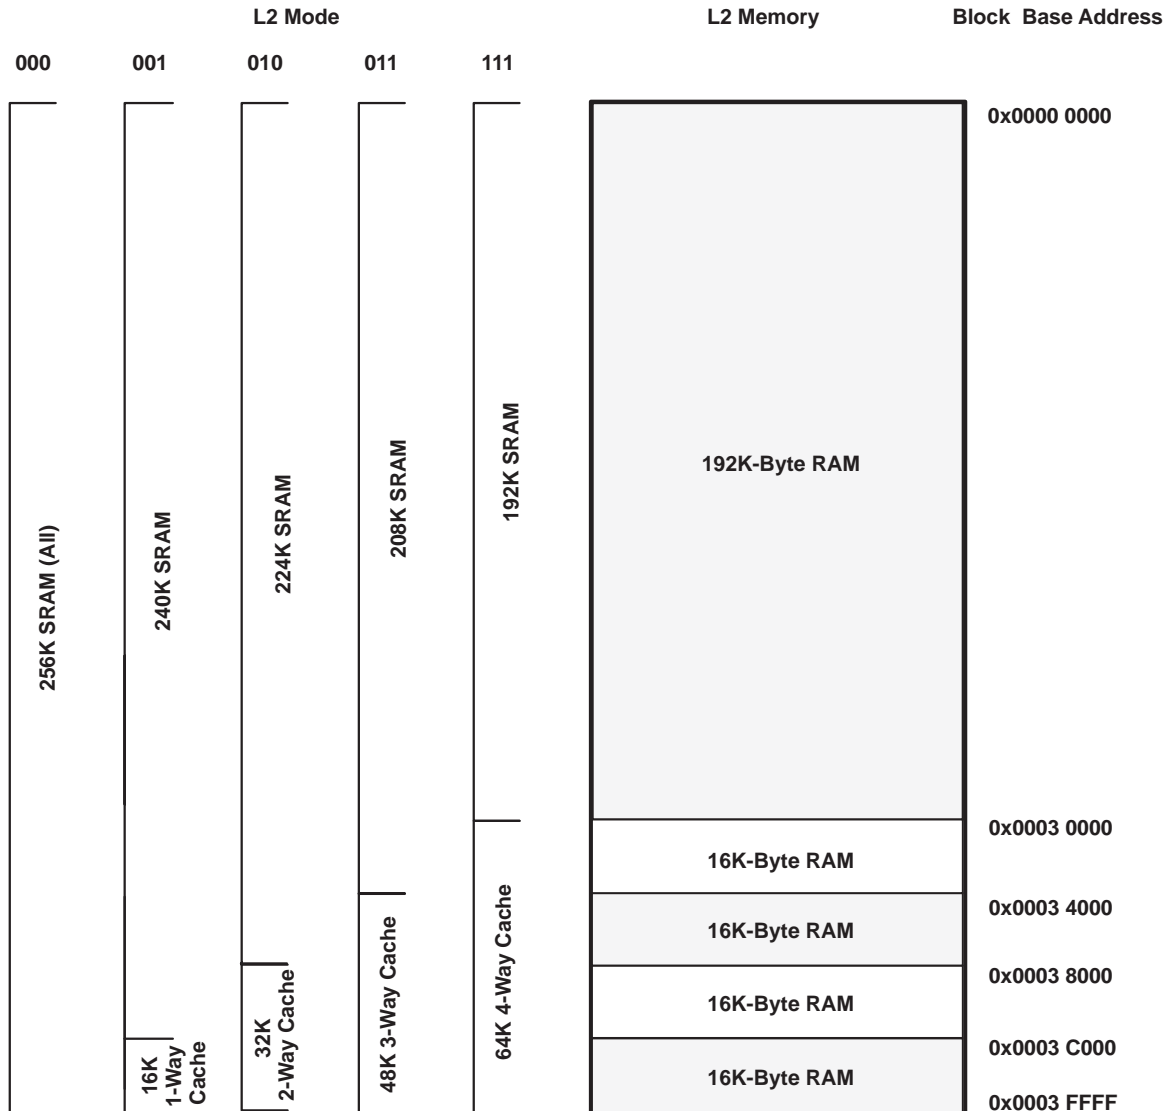 L2 Mode
L2 Memory
Block Base Address
000
001
010
011
111
0x0000 0000
256K SRAM (All)
240K SRAM
224K SRAM
208K SRAM
192K SRAM
192K-Byte RAM
0x0003 0000
16K-Byte RAM
0x0003 4000
16K-Byte RAM
0x0003 8000
16K-Byte RAM
0x0003 C000
16K-Byte RAM
0x0003 FFFF
16K
1-Way
Cache
32K
2-Way Cache
48K 3-Way Cache
64K 4-Way Cache